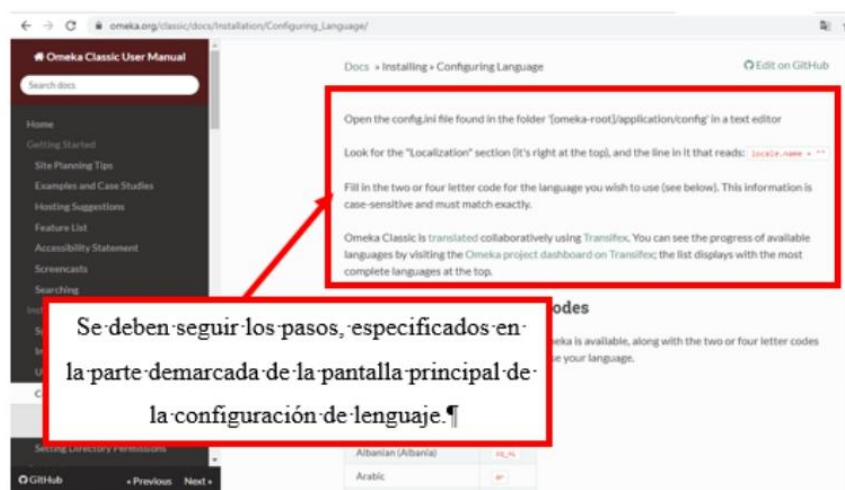 omeka.org/classic/docs/Installation/Configuring_Language/
Omeka Classic User Manual
Search docs
Home
Getting Started
Site Planning Tips
Examples and Case Studies
Hosting Suggestions
Feature List
Accessibility Statement
Screencasts
Searching
Setting Directory Permissions
GitHub
« Previous
Next »
Docs » Installing » Configuring Language
Edit on GitHub
Open the config.ini file found in the folder '[omeka-root]/application/config' in a text editor
Look for the "Localization" section (it's right at the top), and the line in it that reads: locale.name = ""
Fill in the two or four letter code for the language you wish to use (see below). This information is
case-sensitive and must match exactly.
Omeka Classic is translated collaboratively using Transifex. You can see the progress of available
languages by visiting the Omeka project dashboard on Transifex; the list displays with the most
complete languages at the top.
Se·deben·seguir·los·pasos,·especificados·en·
la·parte·demarcada·de·la·pantalla·principal·de·
la·configuración·de·lenguaje.¶
odes
is available, along with the two or four letter codes
your language.
Albanian (Albania) sq_AL
Arabic ar